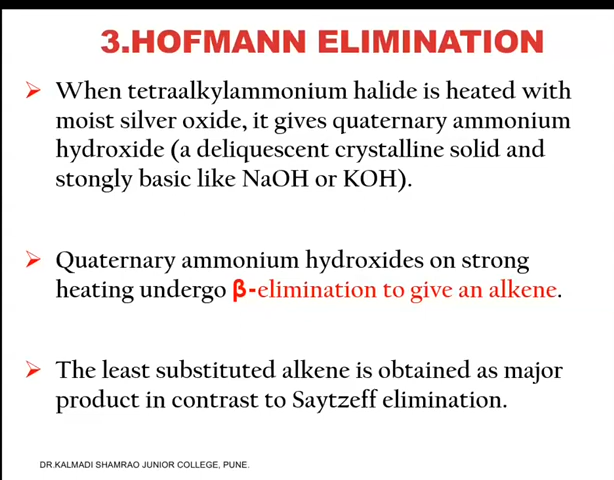 3.HOFMANN ELIMINATION
➢ When tetraalkylammonium halide is heated with
moist silver oxide, it gives quaternary ammonium
hydroxide (a deliquescent crystalline solid and
stongly basic like NaOH or KOH).
➢ Quaternary ammonium hydroxides on strong
heating undergo β-elimination to give an alkene.
➢ The least substituted alkene is obtained as major
product in contrast to Saytzeff elimination.
DR.KALMADI SHAMRAO JUNIOR COLLEGE, PUNE.